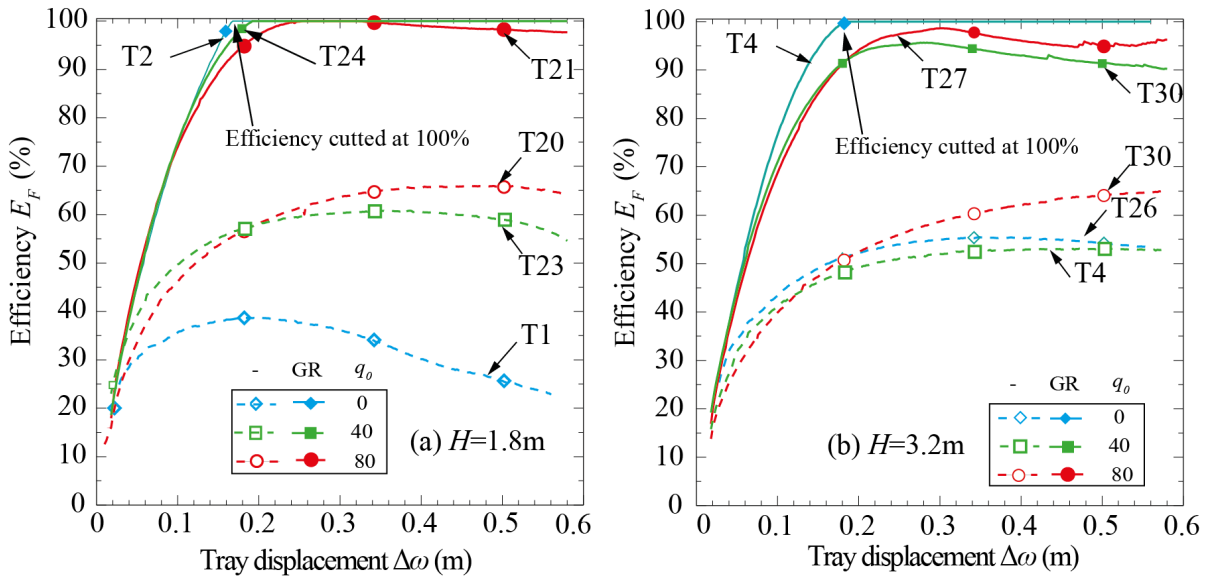 Efficiency E_F (%)
100
90
80
70
60
50
40
30
20
10
0
T2
T24
T21
Efficiency cutted at 100%
T20
T23
T1
- GR q_0
0
40
80
(a) H=1.8m
0 0.1 0.2 0.3 0.4 0.5 0.6
Tray displacement Δω (m)
Efficiency E_F (%)
100
90
80
70
60
50
40
30
20
10
0
T4
T27
T30
Efficiency cutted at 100%
T30
T26
T4
- GR q_0
0
40
80
(b) H=3.2m
0 0.1 0.2 0.3 0.4 0.5 0.6
Tray displacement Δω (m)